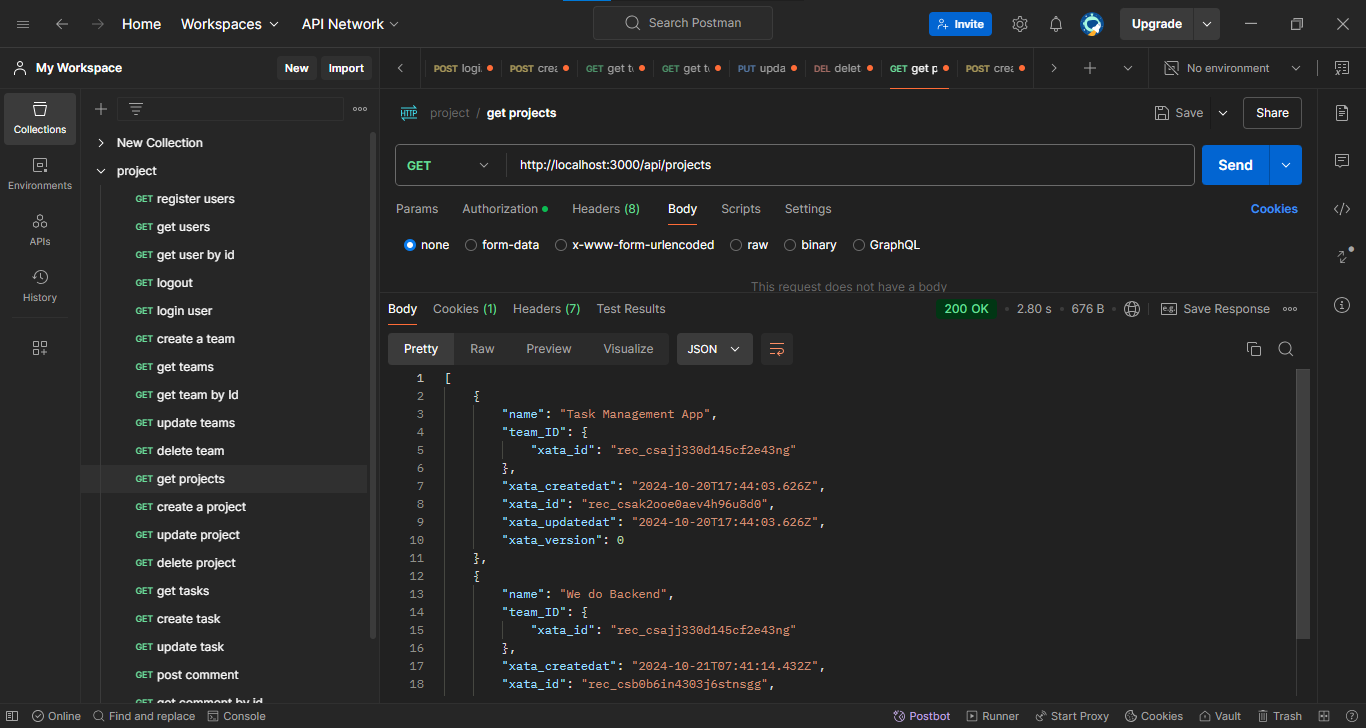 Home Workspaces API Network Search Postman Invite Upgrade
My Workspace New Import
POST logi POST crea GET get t GET get t PUT upda DEL delet GET get p POST crea No environment
Collections
Environments
APIs
History
New Collection
project
GET register users
GET get users
GET get user by id
GET logout
GET login user
GET create a team
GET get teams
GET get team by Id
GET update teams
GET delete team
GET get projects
GET create a project
GET update project
GET delete project
GET get tasks
GET create task
GET update task
GET post comment
GET get comment by id
HTTP project / get projects Save Share
GET http://localhost:3000/api/projects Send
Params Authorization Headers (8) Body Scripts Settings Cookies
none form-data x-www-form-urlencoded raw binary GraphQL
This request does not have a body
Body Cookies (1) Headers (7) Test Results 200 OK 2.80 s 676 B e.g. Save Response
Pretty Raw Preview Visualize JSON
1 [
2 {
3 "name": "Task Management App",
4 "team_ID": {
5 "xata_id": "rec_csajj330d145cf2e43ng"
6 },
7 "xata_createdat": "2024-10-20T17:44:03.626Z",
8 "xata_id": "rec_csak2ooe0aev4h96u8d0",
9 "xata_updatedat": "2024-10-20T17:44:03.626Z",
10 "xata_version": 0
11 },
12 {
13 "name": "We do Backend",
14 "team_ID": {
15 "xata_id": "rec_csajj330d145cf2e43ng"
16 },
17 "xata_createdat": "2024-10-21T07:41:14.432Z",
18 "xata_id": "rec_csb0b6in4303j6stnsgg",
Online Find and replace Console Postbot Runner Start Proxy Cookies Vault Trash